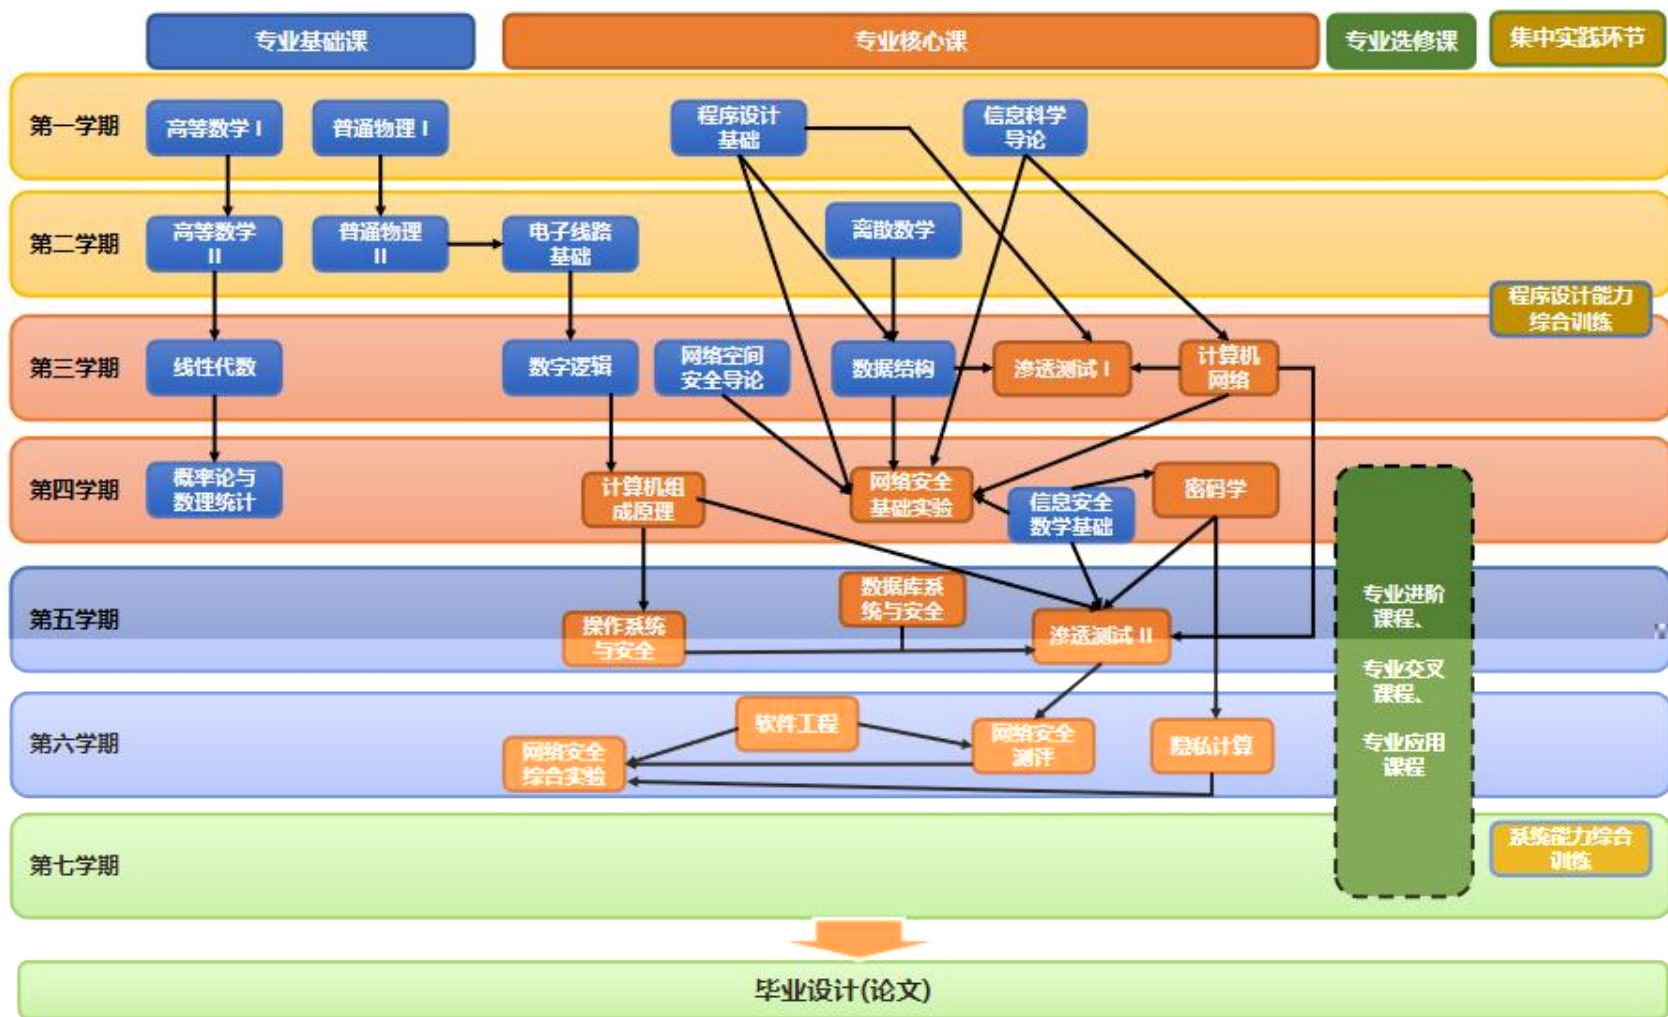 专业基础课
专业核心课
专业选修课
集中实践环节
第一学期
高等数学 I
普通物理 I
程序设计
基础
信息科学
导论
第二学期
高等数学
II
普通物理
II
电子线路
基础
离散数学
程序设计能力
综合训练
第三学期
线性代数
数字逻辑
网络空间
安全导论
数据结构
渗透测试 I
计算机
网络
第四学期
概率论与
数理统计
计算机组
成原理
网络安全
基础实验
信息安全
数学基础
密码学
第五学期
操作系统
与安全
数据库系
统与安全
渗透测试 II
专业进阶
课程、
专业交叉
课程、
专业应用
课程
第六学期
网络安全
综合实验
软件工程
网络安全
测评
隐私计算
第七学期
系统能力综合
训练
毕业设计(论文)